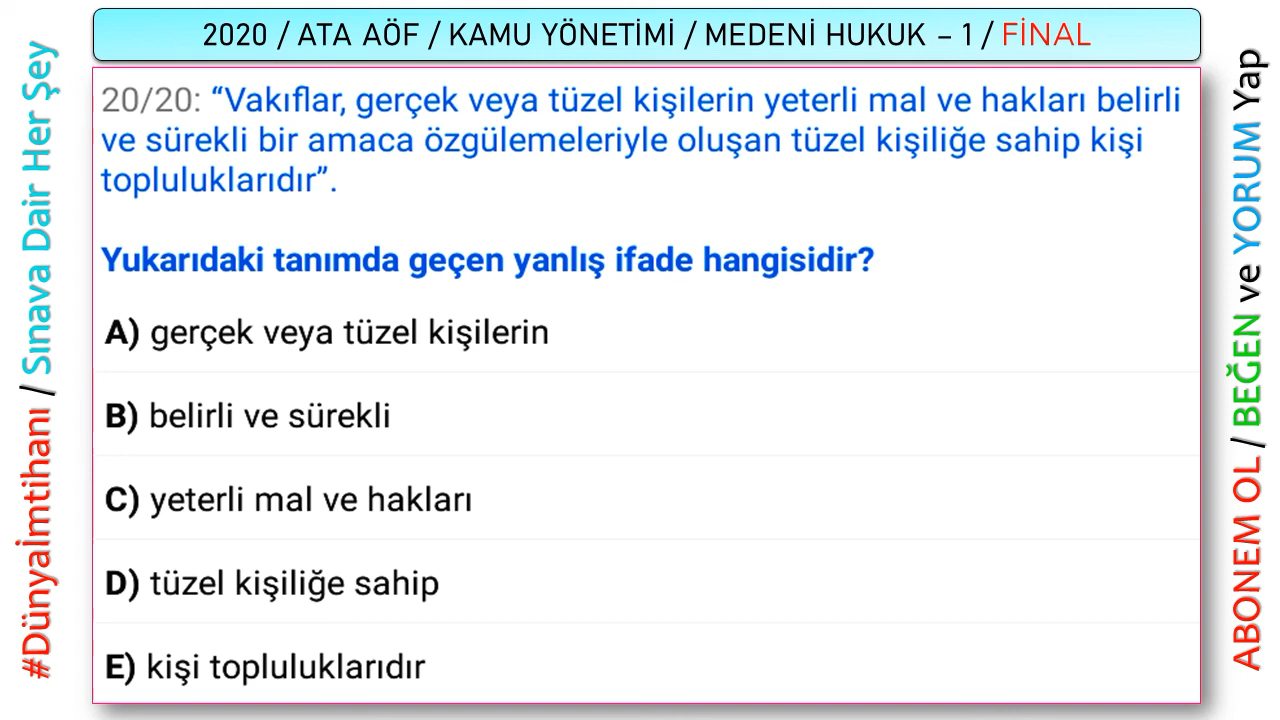 2020 / ATA AÖF / KAMU YÖNETİMİ / MEDENİ HUKUK – 1 / FİNAL
#Dünyaİmtihanı / Sınava Dair Her Şey
20/20: “Vakıflar, gerçek veya tüzel kişilerin yeterli mal ve hakları belirli
ve sürekli bir amaca özgülemeleriyle oluşan tüzel kişiliğe sahip kişi
topluluklarıdır”.
Yukarıdaki tanımda geçen yanlış ifade hangisidir?
A) gerçek veya tüzel kişilerin
B) belirli ve sürekli
C) yeterli mal ve hakları
D) tüzel kişiliğe sahip
E) kişi topluluklarıdır
ABONEM OL / BEĞEN ve YORUM Yap